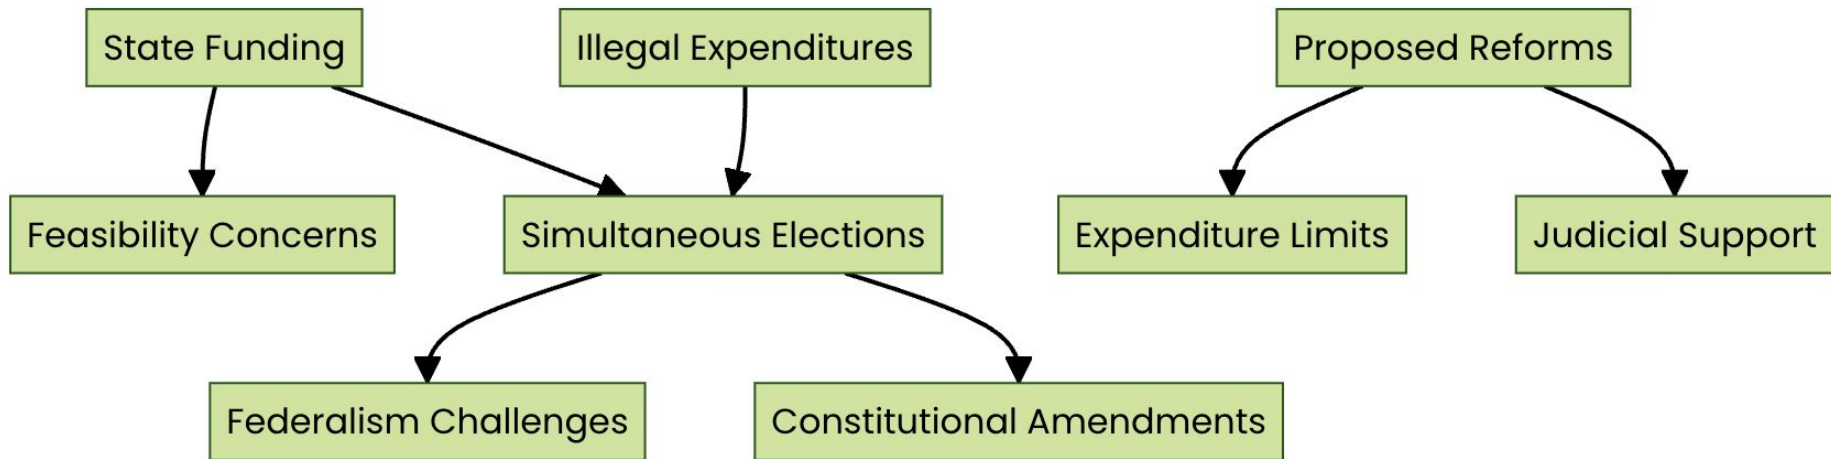 State Funding
Illegal Expenditures
Proposed Reforms
Feasibility Concerns
Simultaneous Elections
Expenditure Limits
Judicial Support
Federalism Challenges
Constitutional Amendments